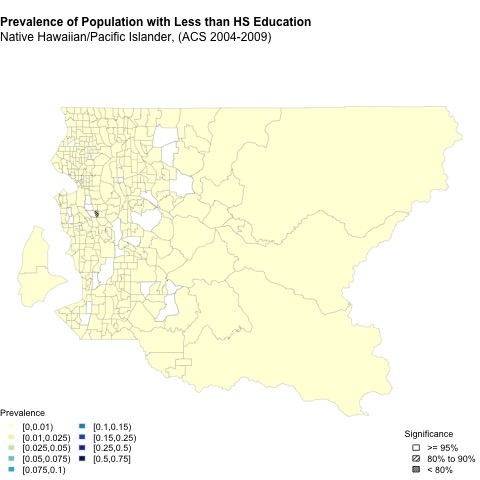 Prevalence of Population with Less than HS Education
Native Hawaiian/Pacific Islander, (ACS 2004-2009)
Prevalence
[0,0.01)
[0.01,0.025)
[0.025,0.05)
[0.05,0.075)
[0.075,0.1)
[0.1,0.15)
[0.15,0.25)
[0.25,0.5)
[0.5,0.75]
Significance
>= 95%
80% to 90%
< 80%